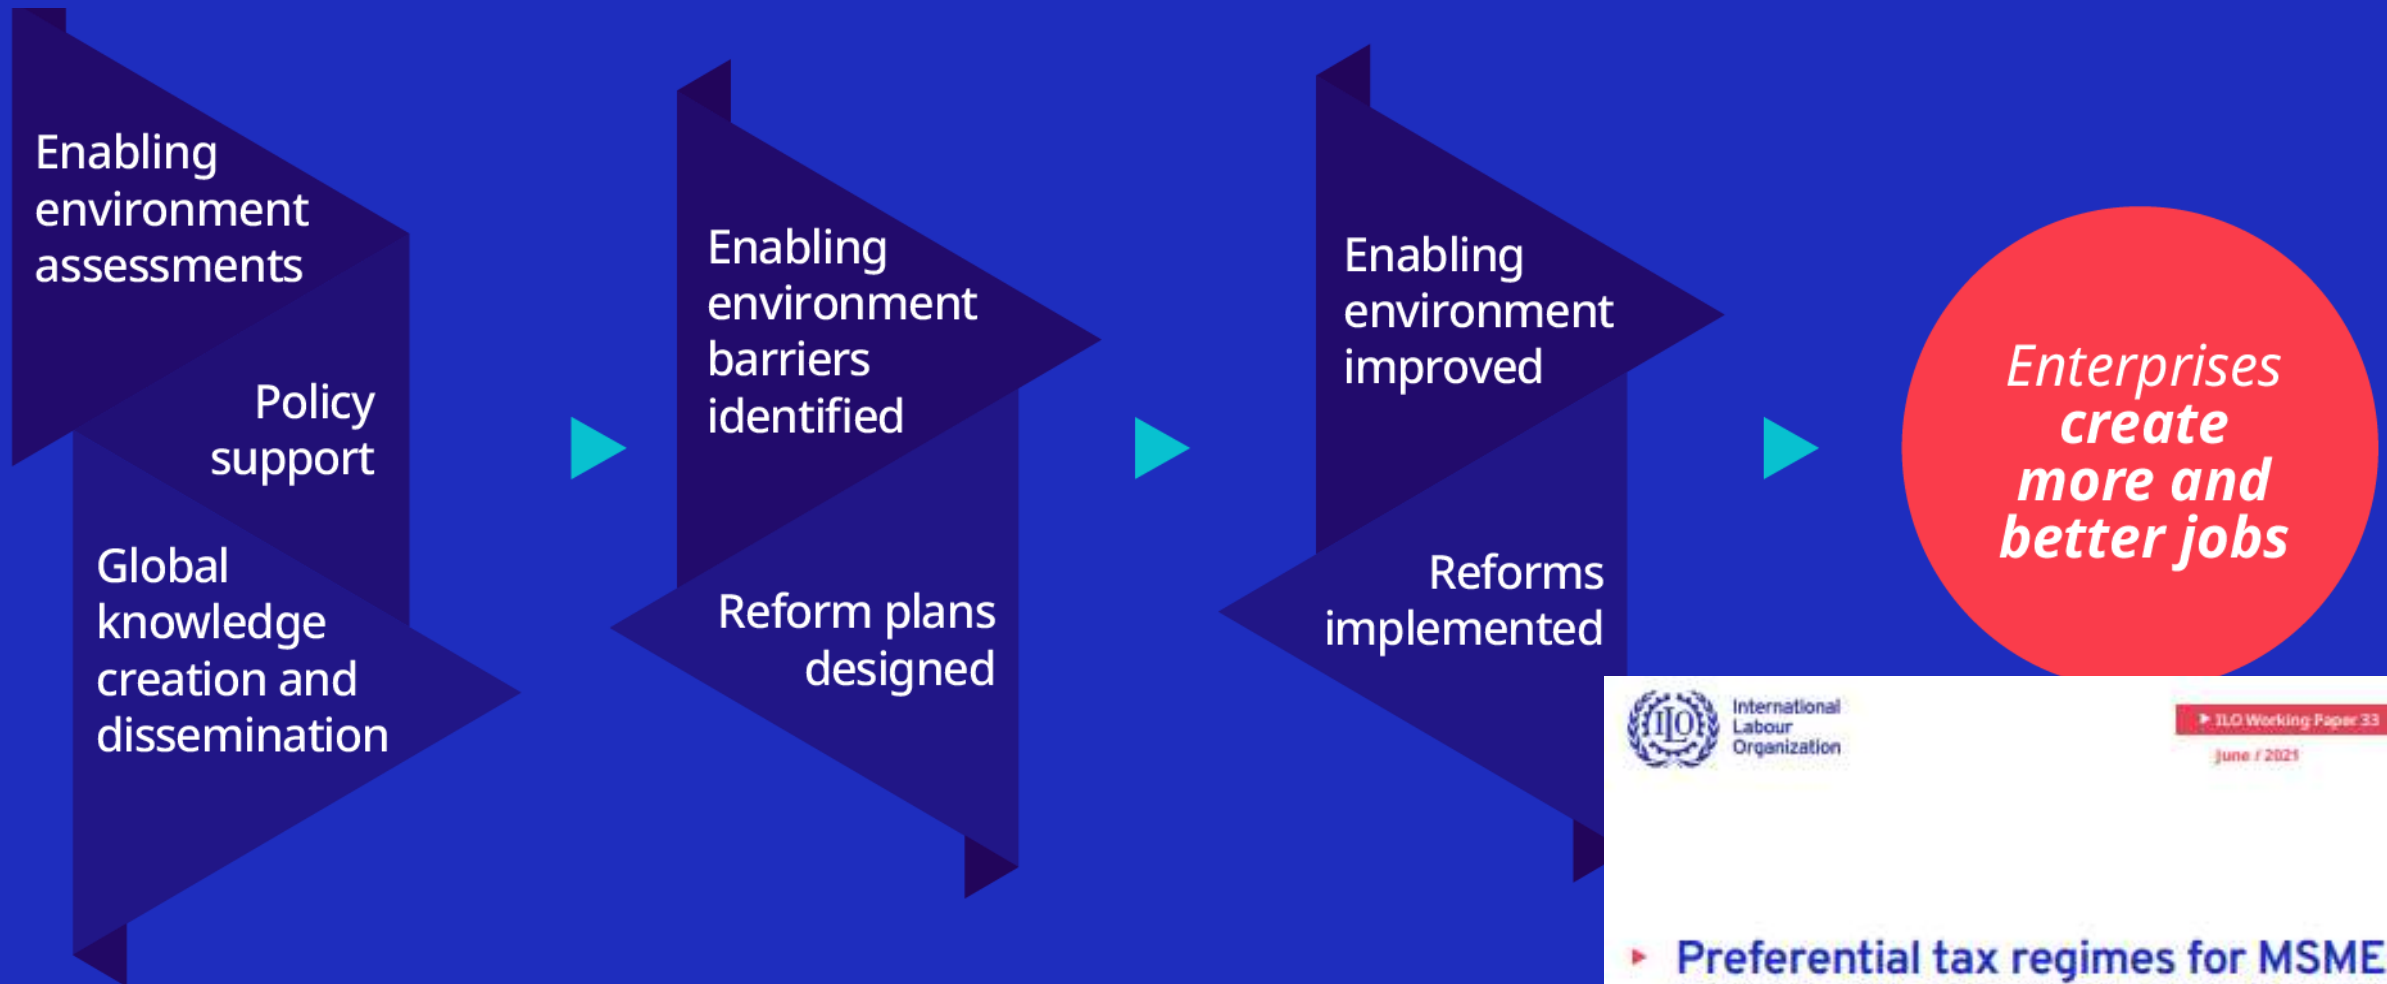 Enabling
environment
assessments
Policy
support
Global
knowledge
creation and
dissemination
Enabling
environment
barriers
identified
Reform plans
designed
Enabling
environment
improved
Reforms
implemented
Enterprises
create
more and
better jobs
ILO
International
Labour
Organization
ILO Working Paper 33
June / 2021
Preferential tax regimes for MSME